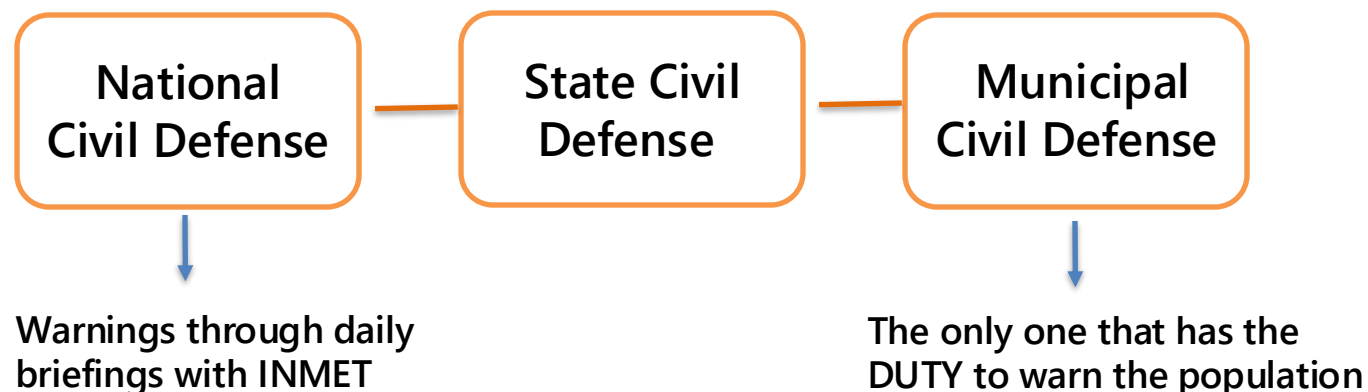 National
Civil Defense
State Civil
Defense
Municipal
Civil Defense
Warnings through daily
briefings with INMET
The only one that has the
DUTY to warn the population